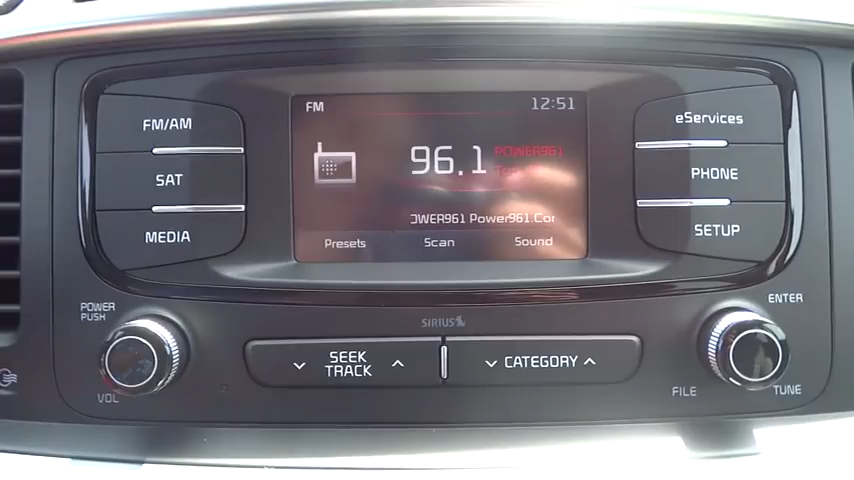 FM
12:51
96.1
POWER961
OWER961 Power961.Cor
Presets
Scan
Sound
FM/AM
SAT
MEDIA
eServices
PHONE
SETUP
POWER
PUSH
VOL
SIRIUS
SEEK
TRACK
CATEGORY
ENTER
FILE
TUNE